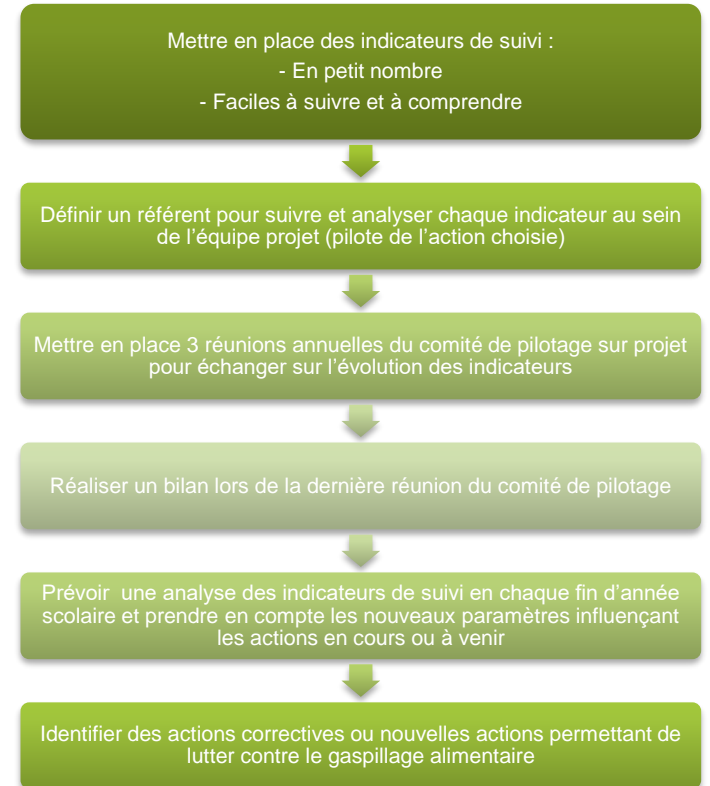 Mettre en place des indicateurs de suivi :
- En petit nombre
- Faciles à suivre et à comprendre
Définir un référent pour suivre et analyser chaque indicateur au sein
de l’équipe projet (pilote de l’action choisie)
Mettre en place 3 réunions annuelles du comité de pilotage sur projet
pour échanger sur l’évolution des indicateurs
Réaliser un bilan lors de la dernière réunion du comité de pilotage
Prévoir une analyse des indicateurs de suivi en chaque fin d’année
scolaire et prendre en compte les nouveaux paramètres influençant
les actions en cours ou à venir
Identifier des actions correctives ou nouvelles actions permettant de
lutter contre le gaspillage alimentaire